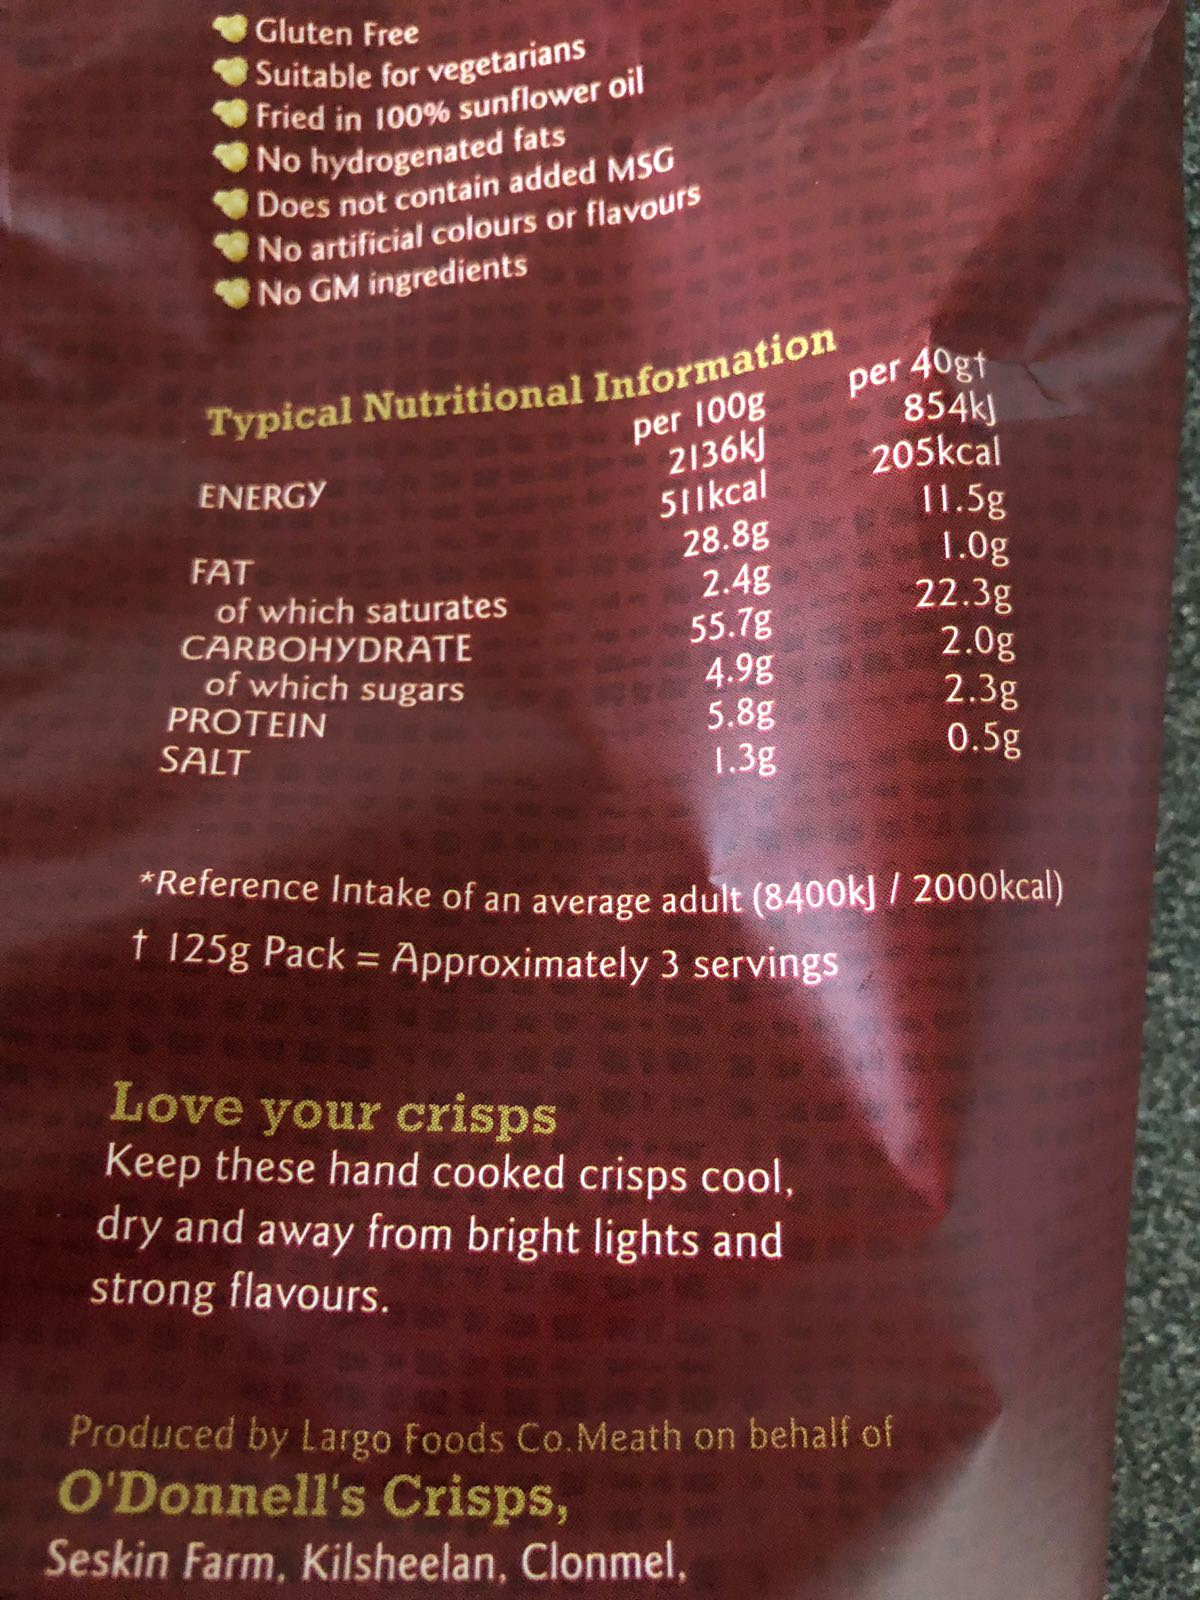 Gluten Free
Suitable for vegetarians
Fried in 100% sunflower oil
No hydrogenated fats
Does not contain added MSG
No artificial colours or flavours
No GM ingredients
Typical Nutritional Information
per 100g per 40g†
ENERGY 2136kJ 854kJ
511kcal 205kcal
FAT 28.8g 11.5g
of which saturates 2.4g 1.0g
CARBOHYDRATE 55.7g 22.3g
of which sugars 4.9g 2.0g
PROTEIN 5.8g 2.3g
SALT 1.3g 0.5g
*Reference Intake of an average adult (8400kJ / 2000kcal)
† 125g Pack = Approximately 3 servings
Love your crisps
Keep these hand cooked crisps cool,
dry and away from bright lights and
strong flavours.
Produced by Largo Foods Co.Meath on behalf of
O'Donnell's Crisps,
Seskin Farm, Kilsheelan, Clonmel,